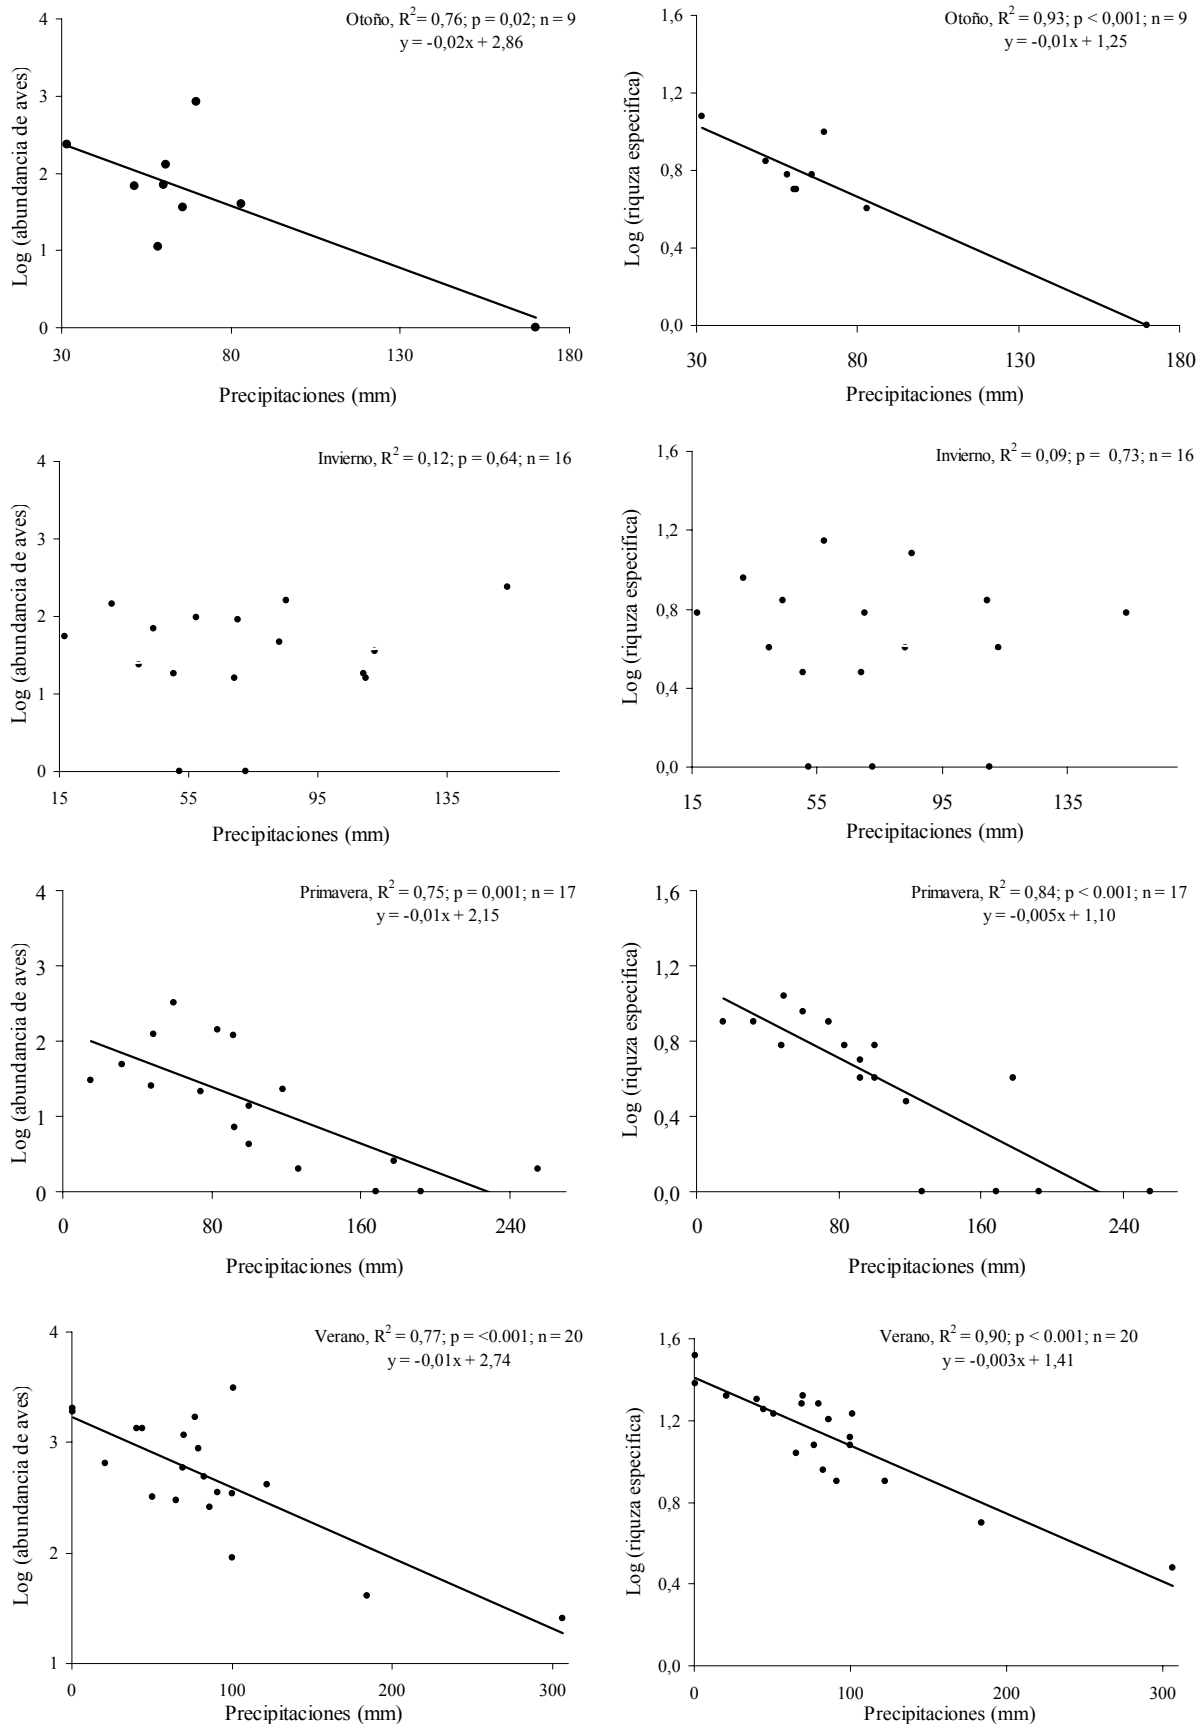 Otoño, R2 = 0,76; p = 0,02; n = 9
y = -0,02x + 2,86
Log (abundancia de aves)
4
3
2
1
0
30 80 130 180
Precipitaciones (mm)
Otoño, R2 = 0,93; p < 0,001; n = 9
y = -0,01x + 1,25
Log (riquza especifica)
1,6
1,2
0,8
0,4
0,0
30 80 130 180
Precipitaciones (mm)
Invierno, R2 = 0,12; p = 0,64; n = 16
Log (abundancia de aves)
4
3
2
1
0
15 55 95 135
Precipitaciones (mm)
Invierno, R2 = 0,09; p = 0,73; n = 16
Log (riquza especifica)
1,6
1,2
0,8
0,4
0,0
15 55 95 135
Precipitaciones (mm)
Primavera, R2 = 0,75; p = 0,001; n = 17
y = -0,01x + 2,15
Log (abundancia de aves)
4
3
2
1
0
0 80 160 240
Precipitaciones (mm)
Primavera, R2 = 0,84; p < 0.001; n = 17
y = -0,005x + 1,10
Log (riquza especifica)
1,6
1,2
0,8
0,4
0,0
0 80 160 240
Precipitaciones (mm)
Verano, R2 = 0,77; p = <0.001; n = 20
y = -0,01x + 2,74
Log (abundancia de aves)
4
3
2
1
0 100 200 300
Precipitaciones (mm)
Verano, R2 = 0,90; p < 0.001; n = 20
y = -0,003x + 1,41
Log (riquza especifica)
1,6
1,2
0,8
0,4
0,0
0 100 200 300
Precipitaciones (mm)